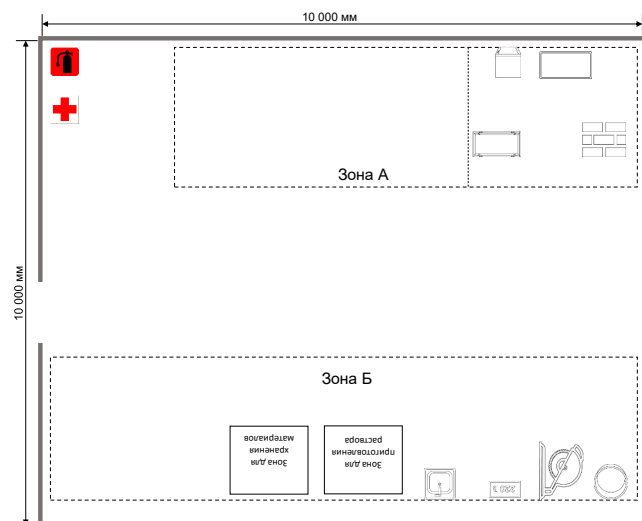 10 000 мм
10 000 мм
Зона А
Зона Б
Зона для
хранения
материалов
Зона для
приготовления
раствора